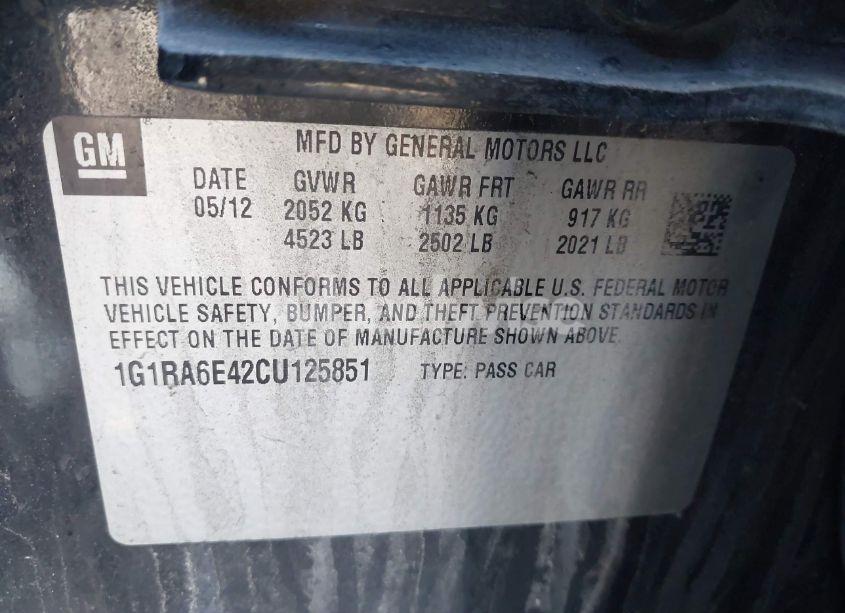 GM
MFD BY GENERAL MOTORS LLC
DATE GVWR GAWR FRT GAWR RR
05/12 2052 KG 1135 KG 917 KG
4523 LB 2502 LB 2021 LB
THIS VEHICLE CONFORMS TO ALL APPLICABLE U.S. FEDERAL MOTOR
VEHICLE SAFETY, BUMPER, AND THEFT PREVENTION STANDARDS IN
EFFECT ON THE DATE OF MANUFACTURE SHOWN ABOVE.
1G1RA6E42CU125851 TYPE: PASS CAR